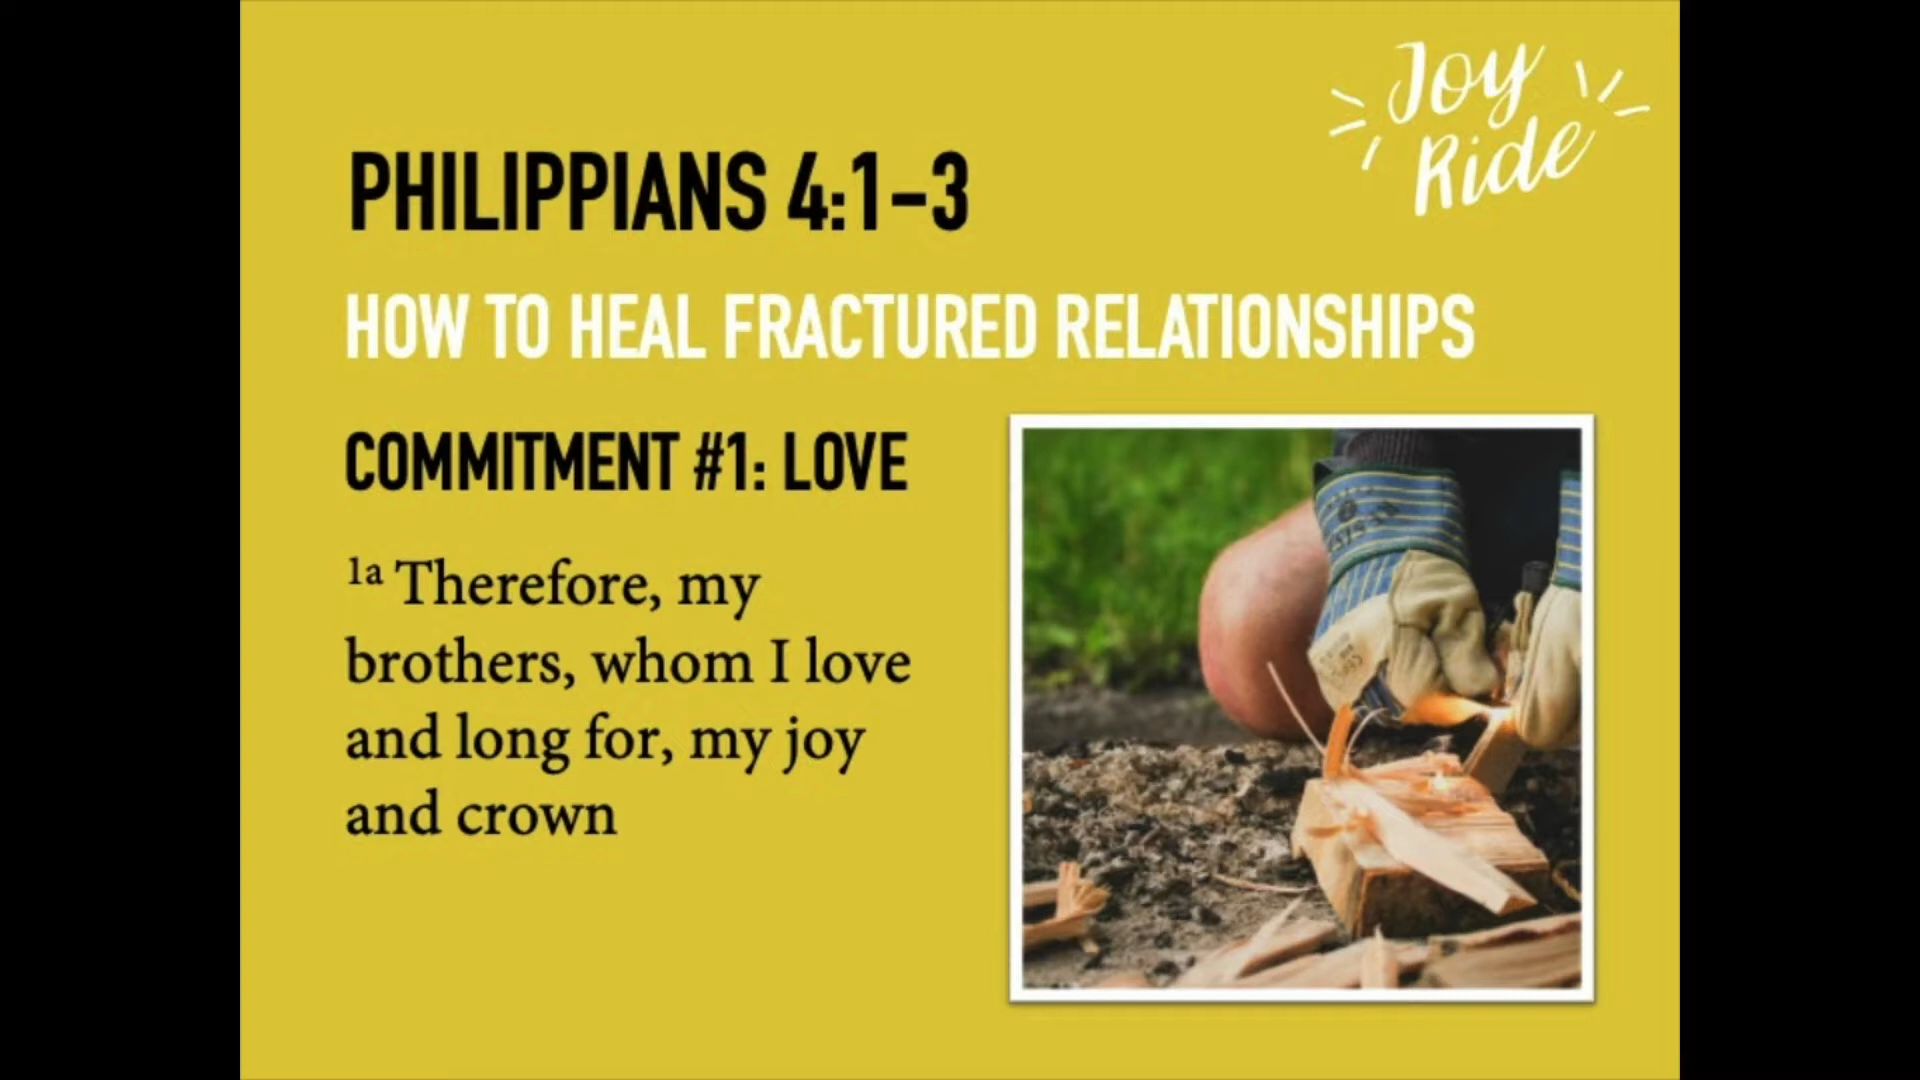 Joy
Ride
PHILIPPIANS 4:1-3
HOW TO HEAL FRACTURED RELATIONSHIPS
COMMITMENT #1: LOVE
1a Therefore, my
brothers, whom I love
and long for, my joy
and crown